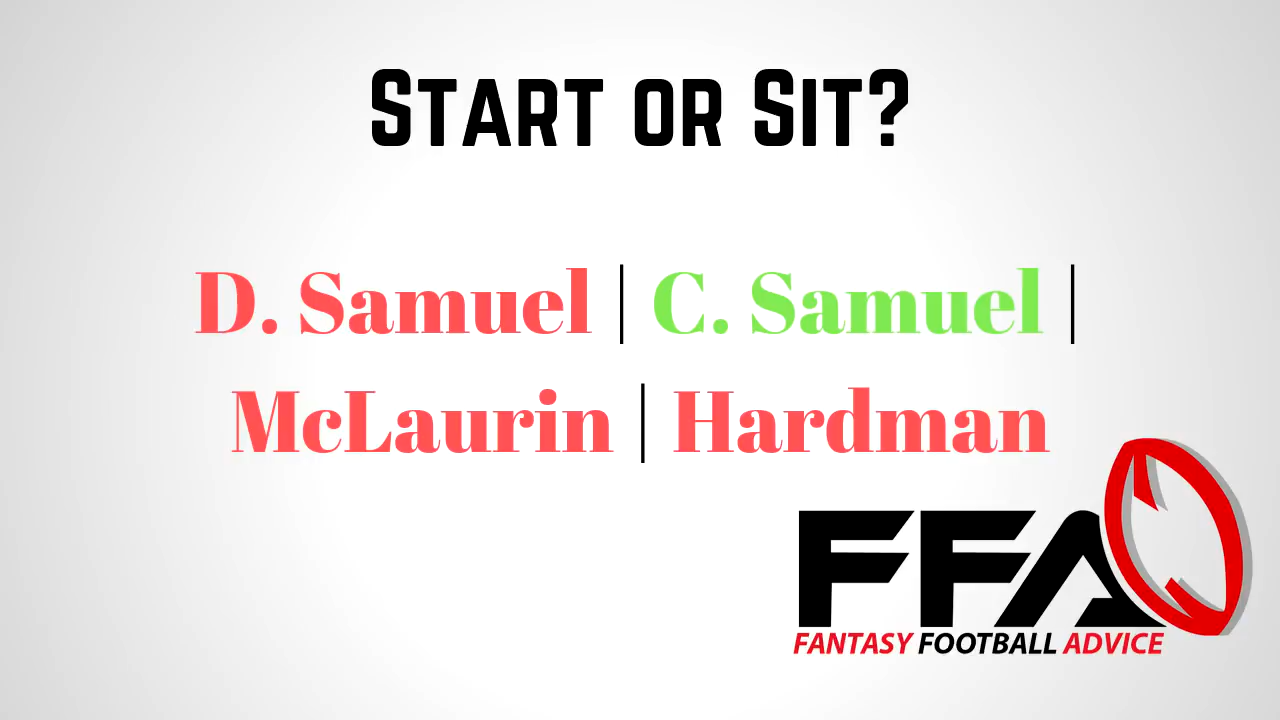 Start or Sit?
D. Samuel | C. Samuel |
McLaurin | Hardman
FFA
FANTASY FOOTBALL ADVICE